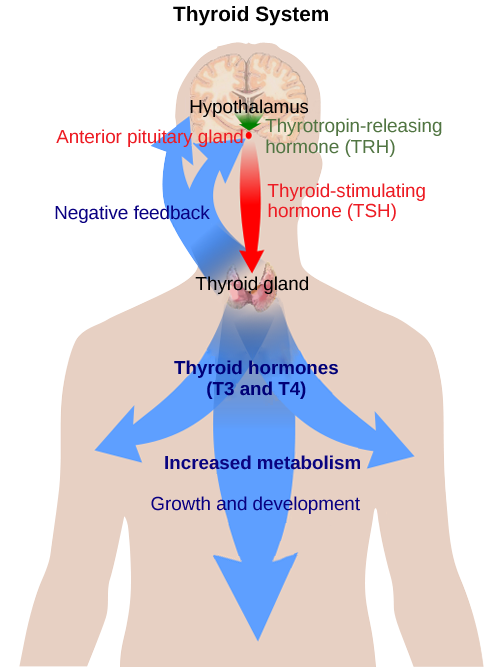 Thyroid System
Hypothalamus
Anterior pituitary gland
Thyrotropin-releasing
hormone (TRH)
Thyroid-stimulating
hormone (TSH)
Negative feedback
Thyroid gland
Thyroid hormones
(T3 and T4)
Increased metabolism
Growth and development